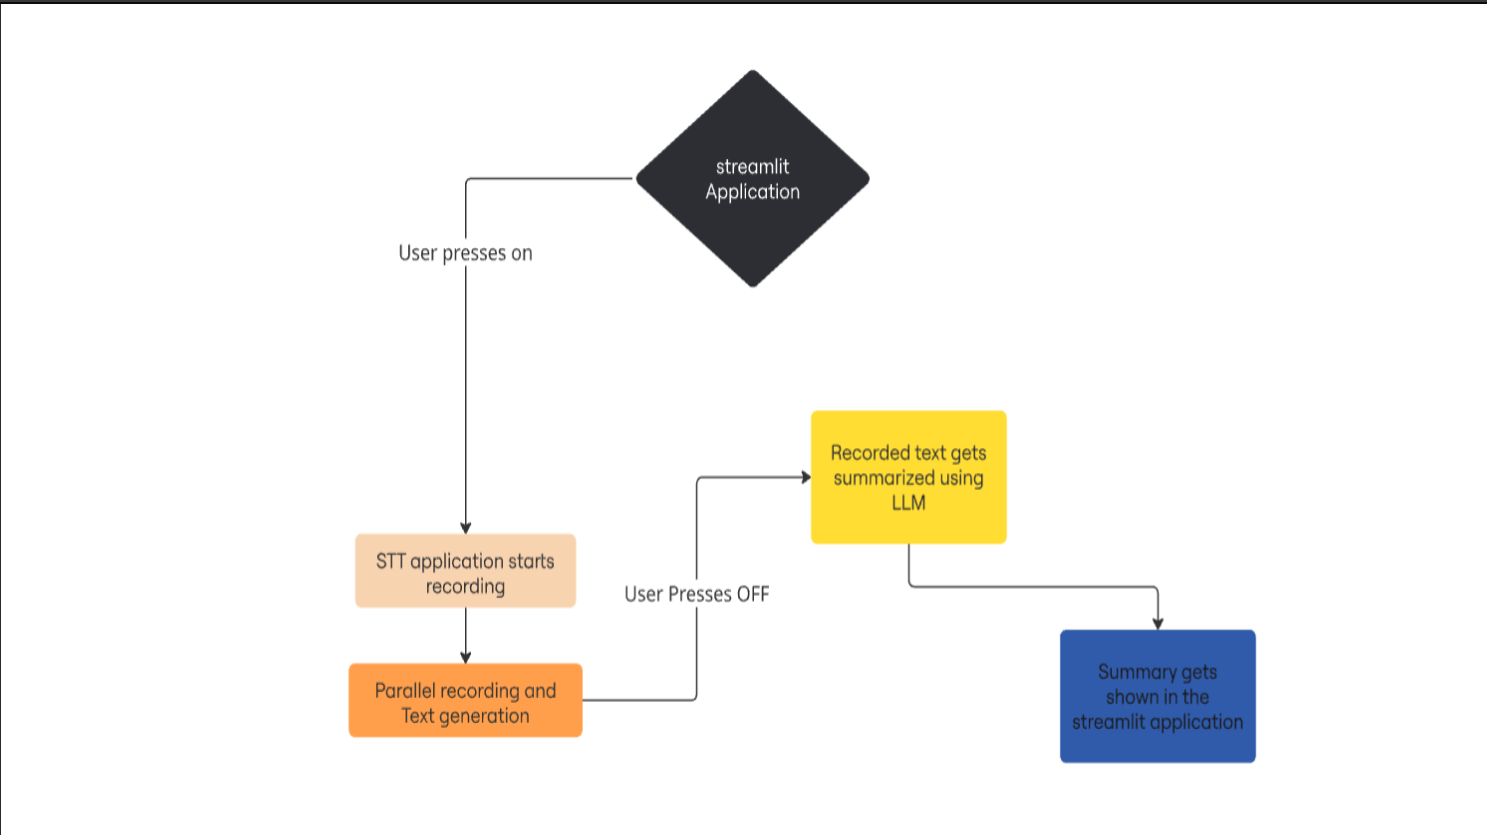 streamlit
Application
User presses on
STT application starts
recording
Parallel recording and
Text generation
User Presses OFF
Recorded text gets
summarized using
LLM
Summary gets
shown in the
streamlit application